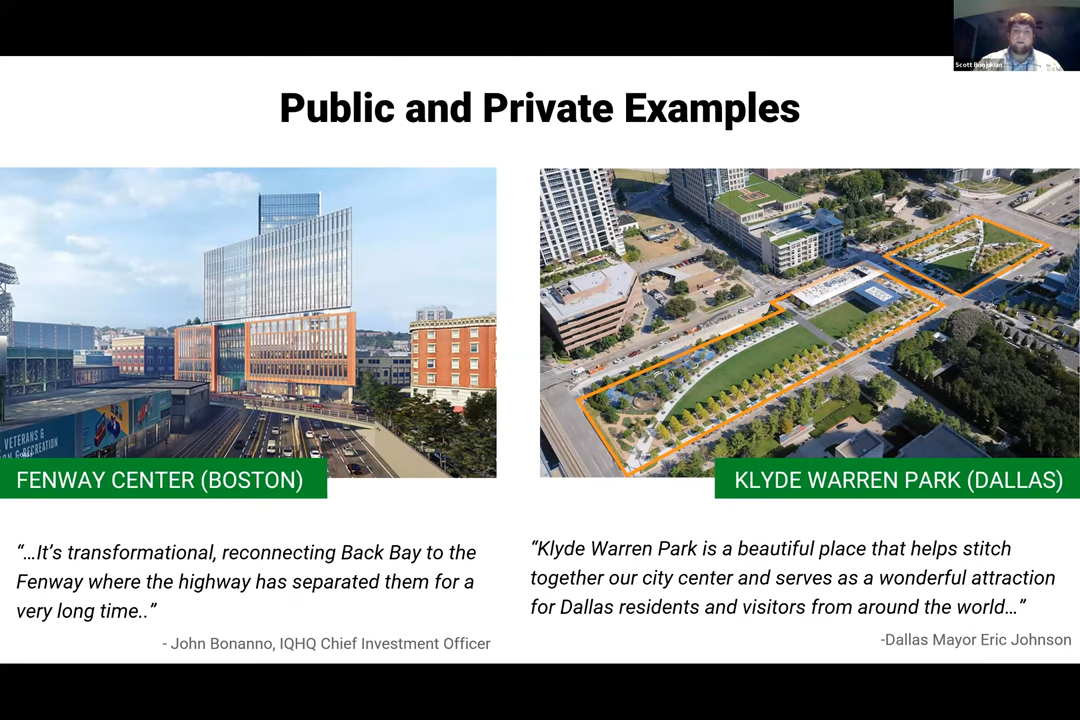 Scott Bonjukian
Public and Private Examples
VETERANS &
RECREATION
FENWAY CENTER (BOSTON)
KLYDE WARREN PARK (DALLAS)
“…It’s transformational, reconnecting Back Bay to the
Fenway where the highway has separated them for a
very long time..”
- John Bonanno, IQHQ Chief Investment Officer
“Klyde Warren Park is a beautiful place that helps stitch
together our city center and serves as a wonderful attraction
for Dallas residents and visitors from around the world…”
-Dallas Mayor Eric Johnson